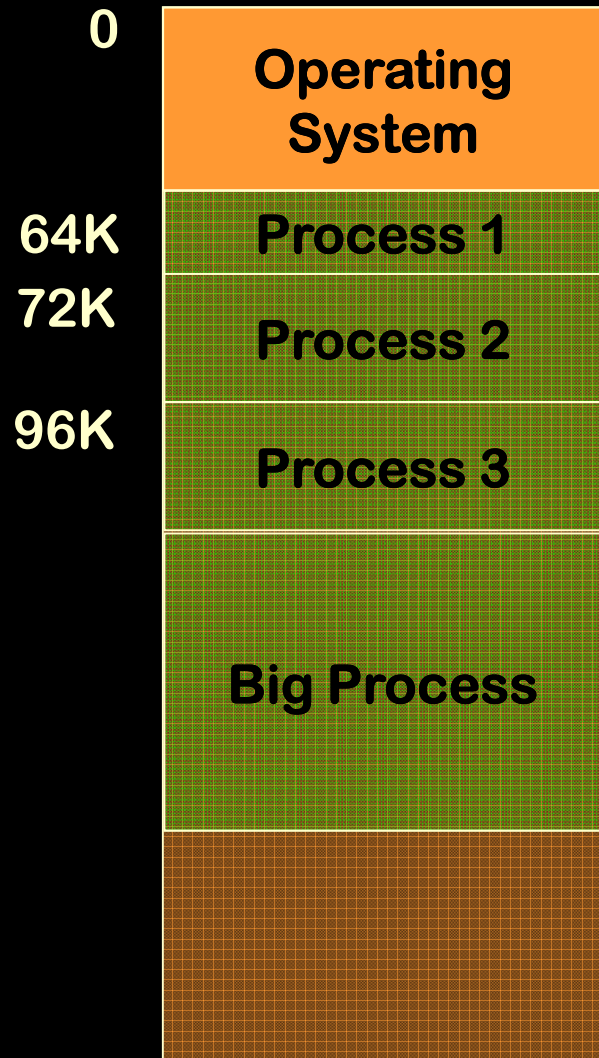 0
Operating
System
64K
Process 1
72K
Process 2
96K
Process 3
Big Process